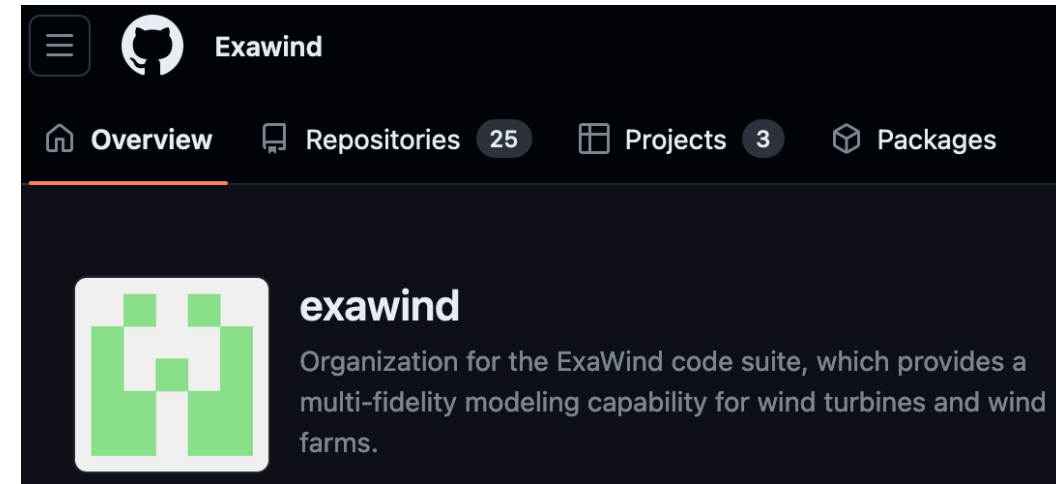 Exawind
Overview Repositories 25 Projects 3 Packages
exawind
Organization for the ExaWind code suite, which provides a
multi-fidelity modeling capability for wind turbines and wind
farms.